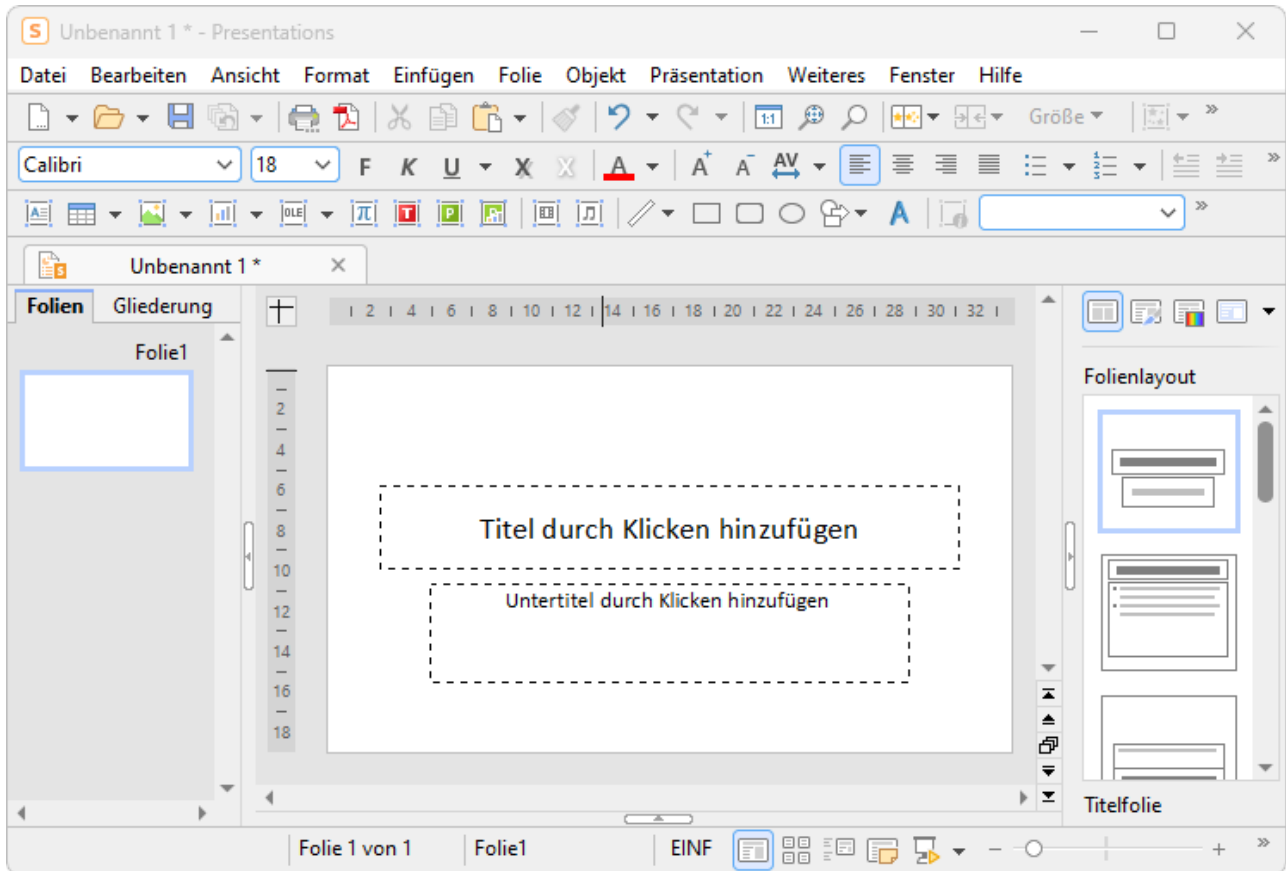 Unbenannt 1 * - Presentations
Datei Bearbeiten Ansicht Format Einfügen Folie Objekt Präsentation Weiteres Fenster Hilfe
1:1 Größe
Calibri 18 F K U X X A A+ A- AV
A OLE π T P A
Unbenannt 1 *
Folien Gliederung
2 4 6 8 10 12 14 16 18 20 22 24 26 28 30 32
Folie1
Folienlayout
2
4
6
8
10
12
14
16
18
Titel durch Klicken hinzufügen
Untertitel durch Klicken hinzufügen
Titelfolie
Folie 1 von 1 Folie1 EINF